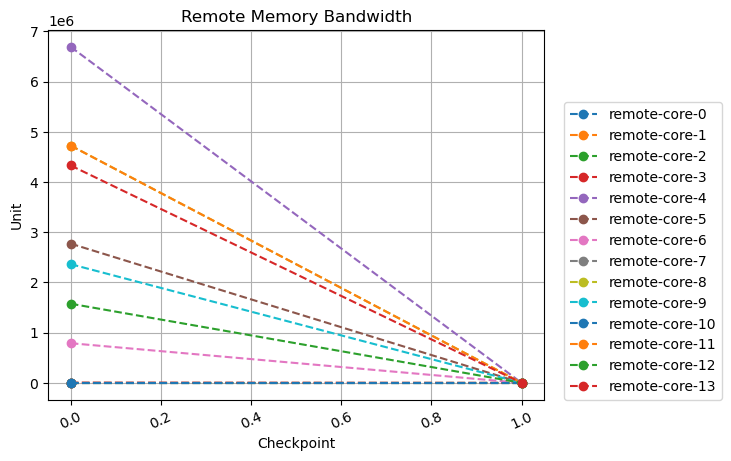 Remote Memory Bandwidth
1e6
7
6
5
4
3
2
1
0
Unit
0.0 0.2 0.4 0.6 0.8 1.0
Checkpoint
remote-core-0
remote-core-1
remote-core-2
remote-core-3
remote-core-4
remote-core-5
remote-core-6
remote-core-7
remote-core-8
remote-core-9
remote-core-10
remote-core-11
remote-core-12
remote-core-13